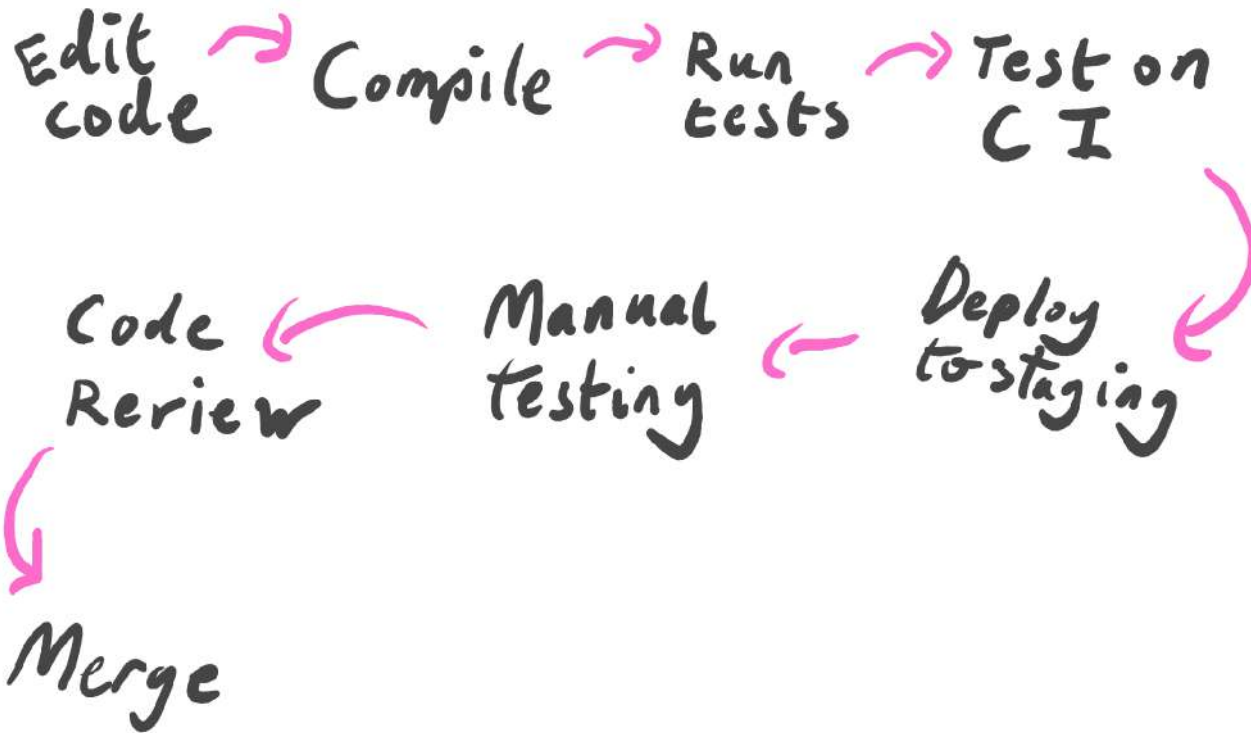 Edit
code
Compile
Run
tests
Test on
CI
Deploy
to staging
Manual
testing
Code
Review
Merge